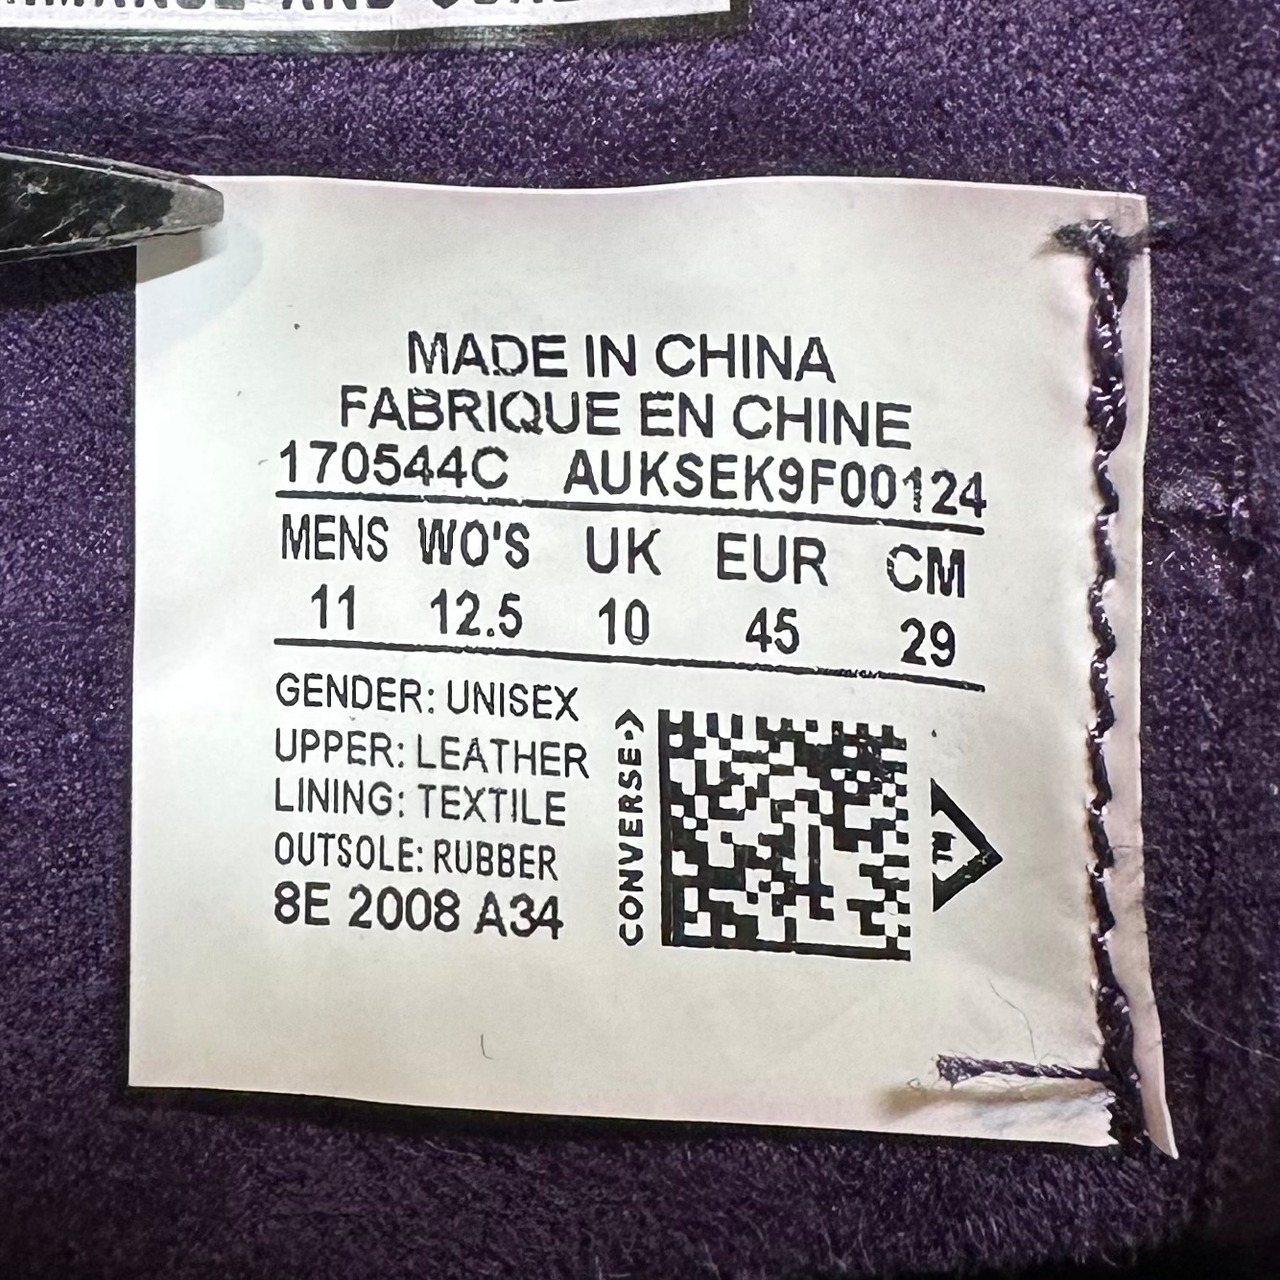 AND
MADE IN CHINA
FABRIQUE EN CHINE
170544C AUKSEK9F00124
MENS WO'S UK EUR CM
11 12.5 10 45 29
GENDER: UNISEX
UPPER: LEATHER
LINING: TEXTILE
OUTSOLE: RUBBER
8E 2008 A34
CONVERSE
M